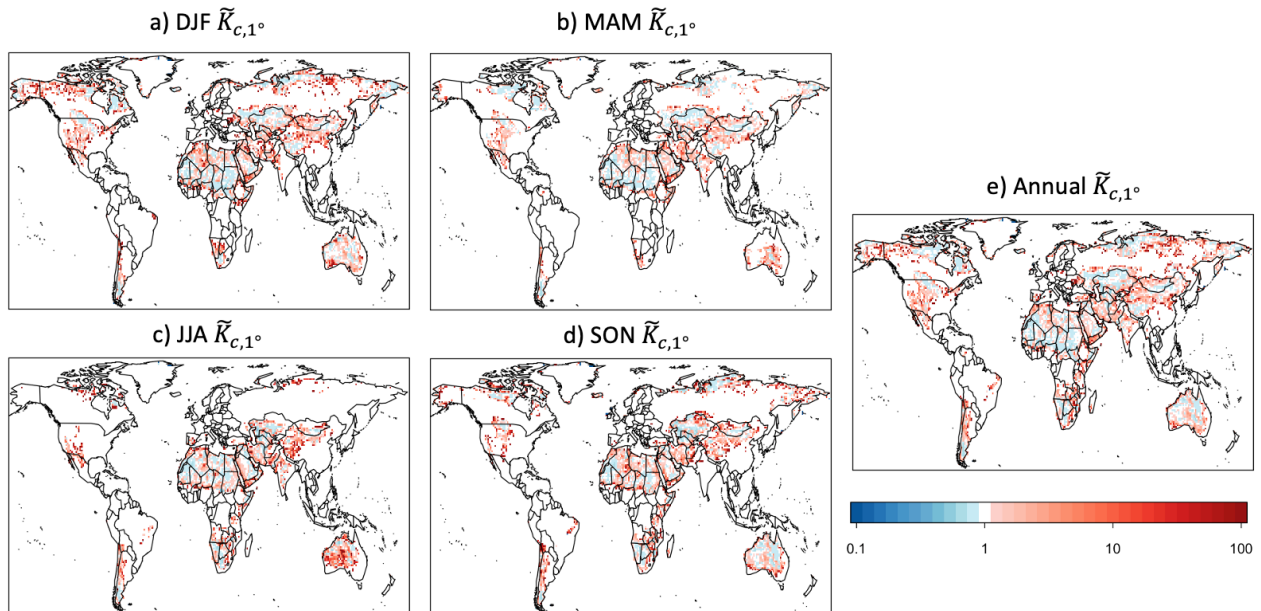 a) DJF K̃c,1°
b) MAM K̃c,1°
c) JJA K̃c,1°
d) SON K̃c,1°
e) Annual K̃c,1°
0.1 1 10 100